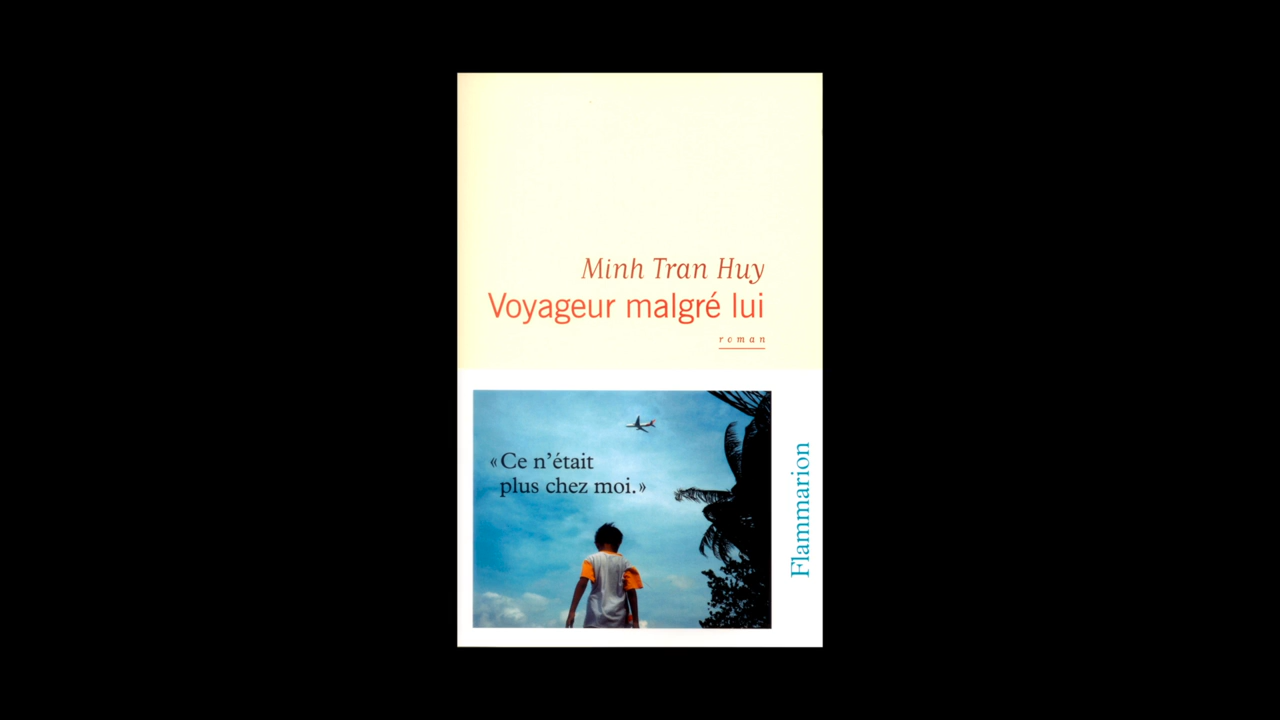 Minh Tran Huy
Voyageur malgré lui
roman
«Ce n’était
plus chez moi.»
Flammarion